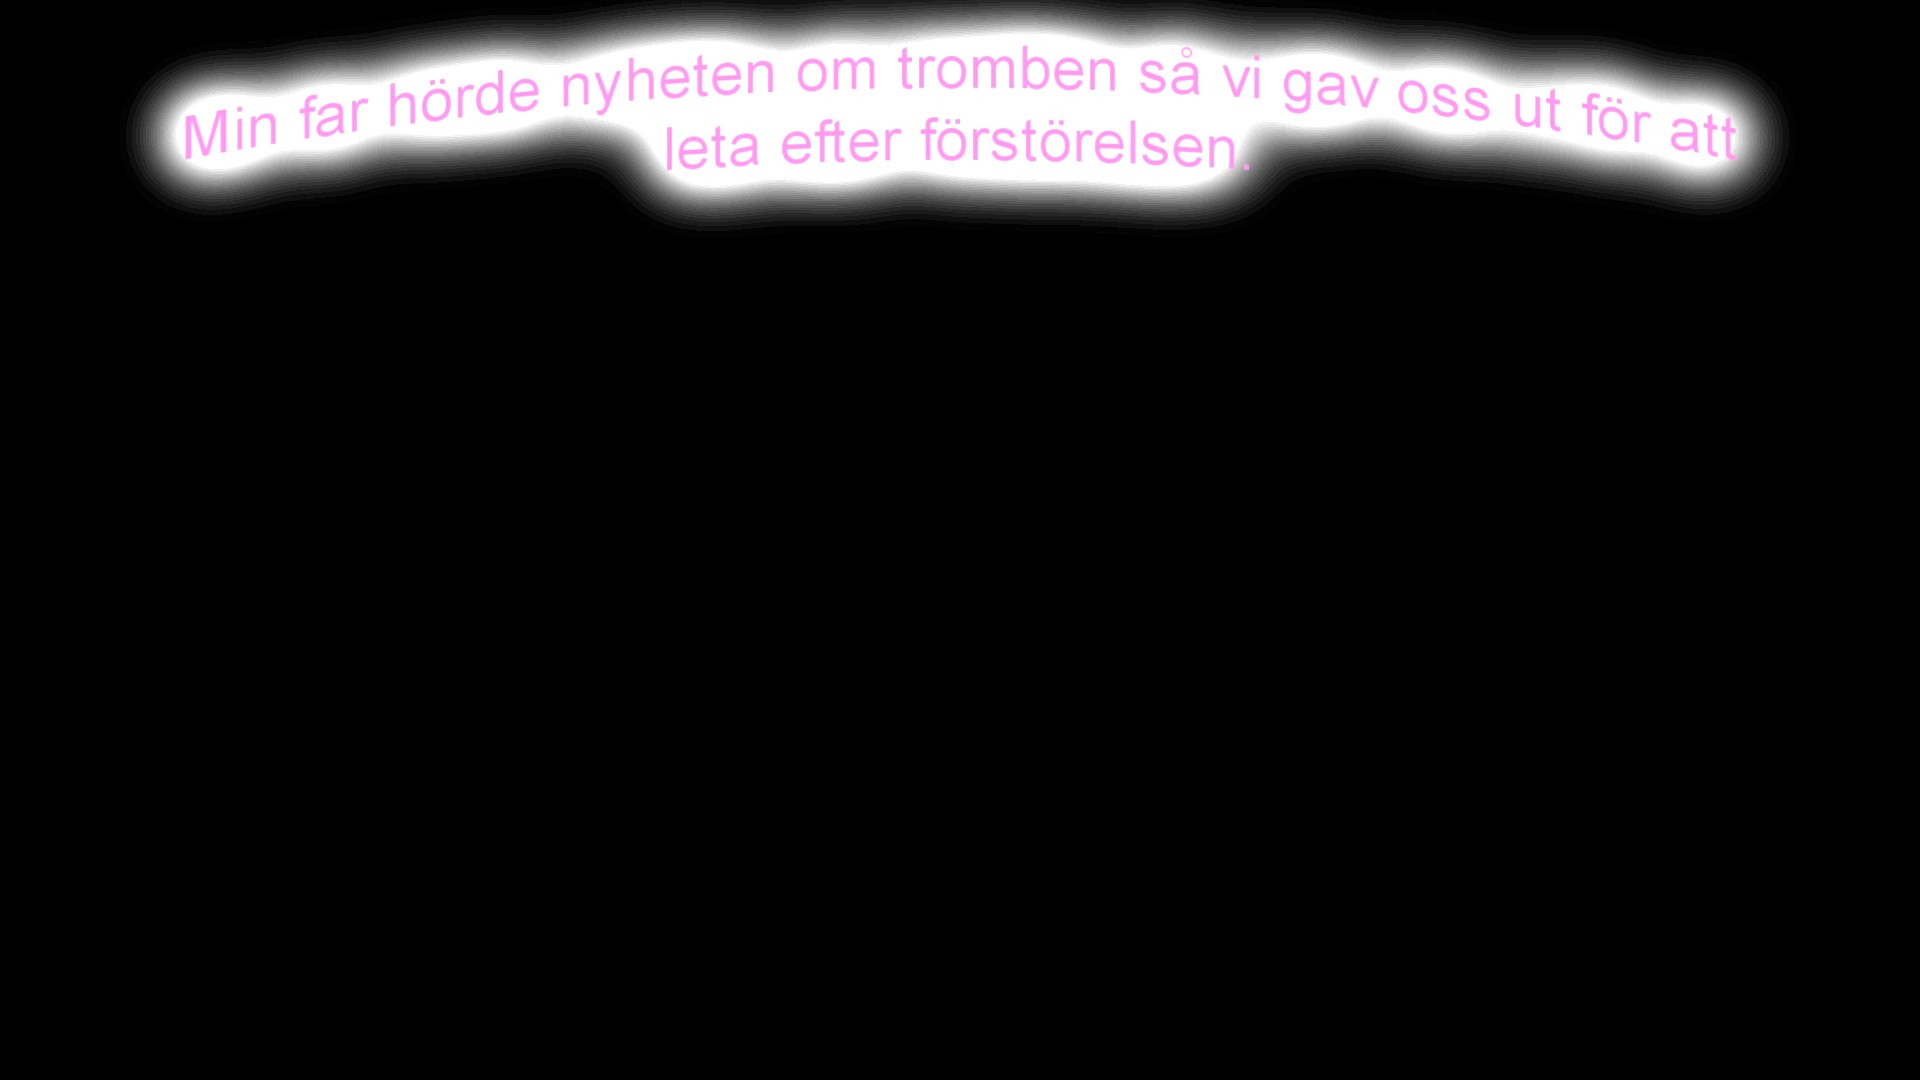 Min far hörde nyheten om tromben så vi gav oss ut för att
leta efter förstörelsen.